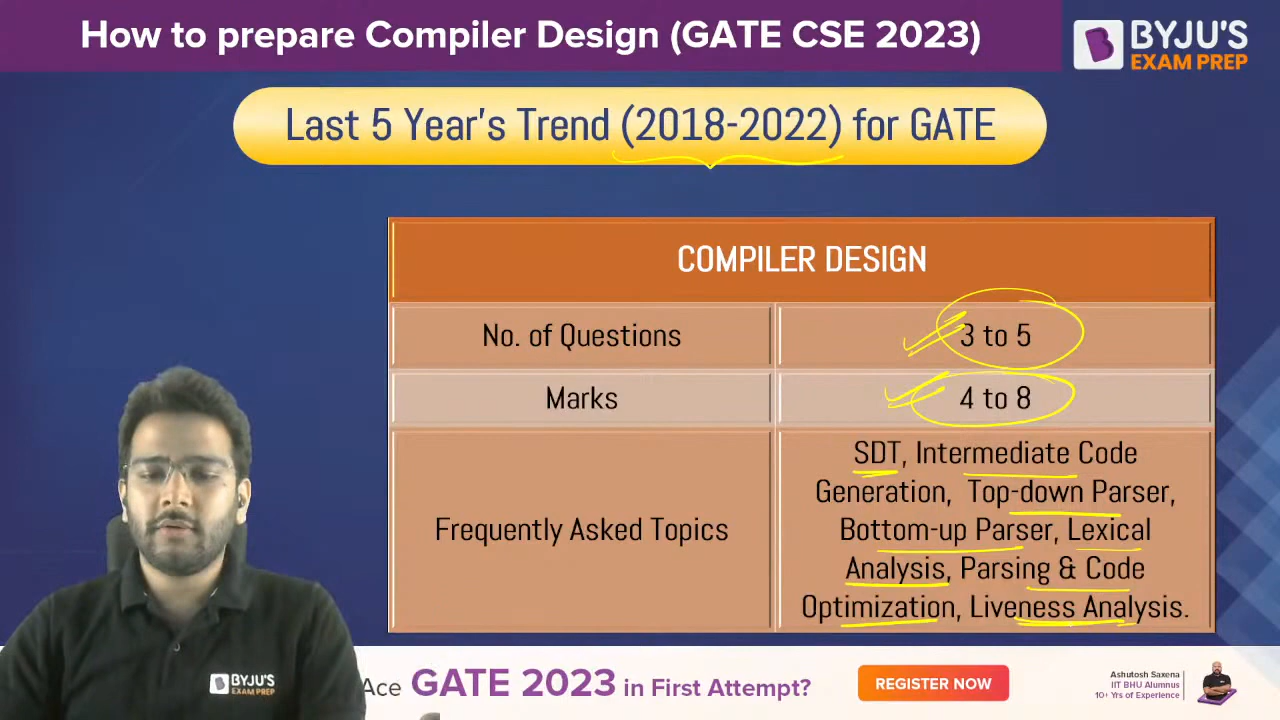 How to prepare Compiler Design (GATE CSE 2023)
BYJU'S
EXAM PREP
Last 5 Year's Trend (2018-2022) for GATE
COMPILER DESIGN
No. of Questions
3 to 5
Marks
4 to 8
Frequently Asked Topics
SDT, Intermediate Code
Generation, Top-down Parser,
Bottom-up Parser, Lexical
Analysis, Parsing & Code
Optimization, Liveness Analysis.
BYJU'S
EXAM PREP
Ace GATE 2023 in First Attempt?
REGISTER NOW
Ashutosh Saxena
IIT BHU Alumnus
10+ Yrs of Experience